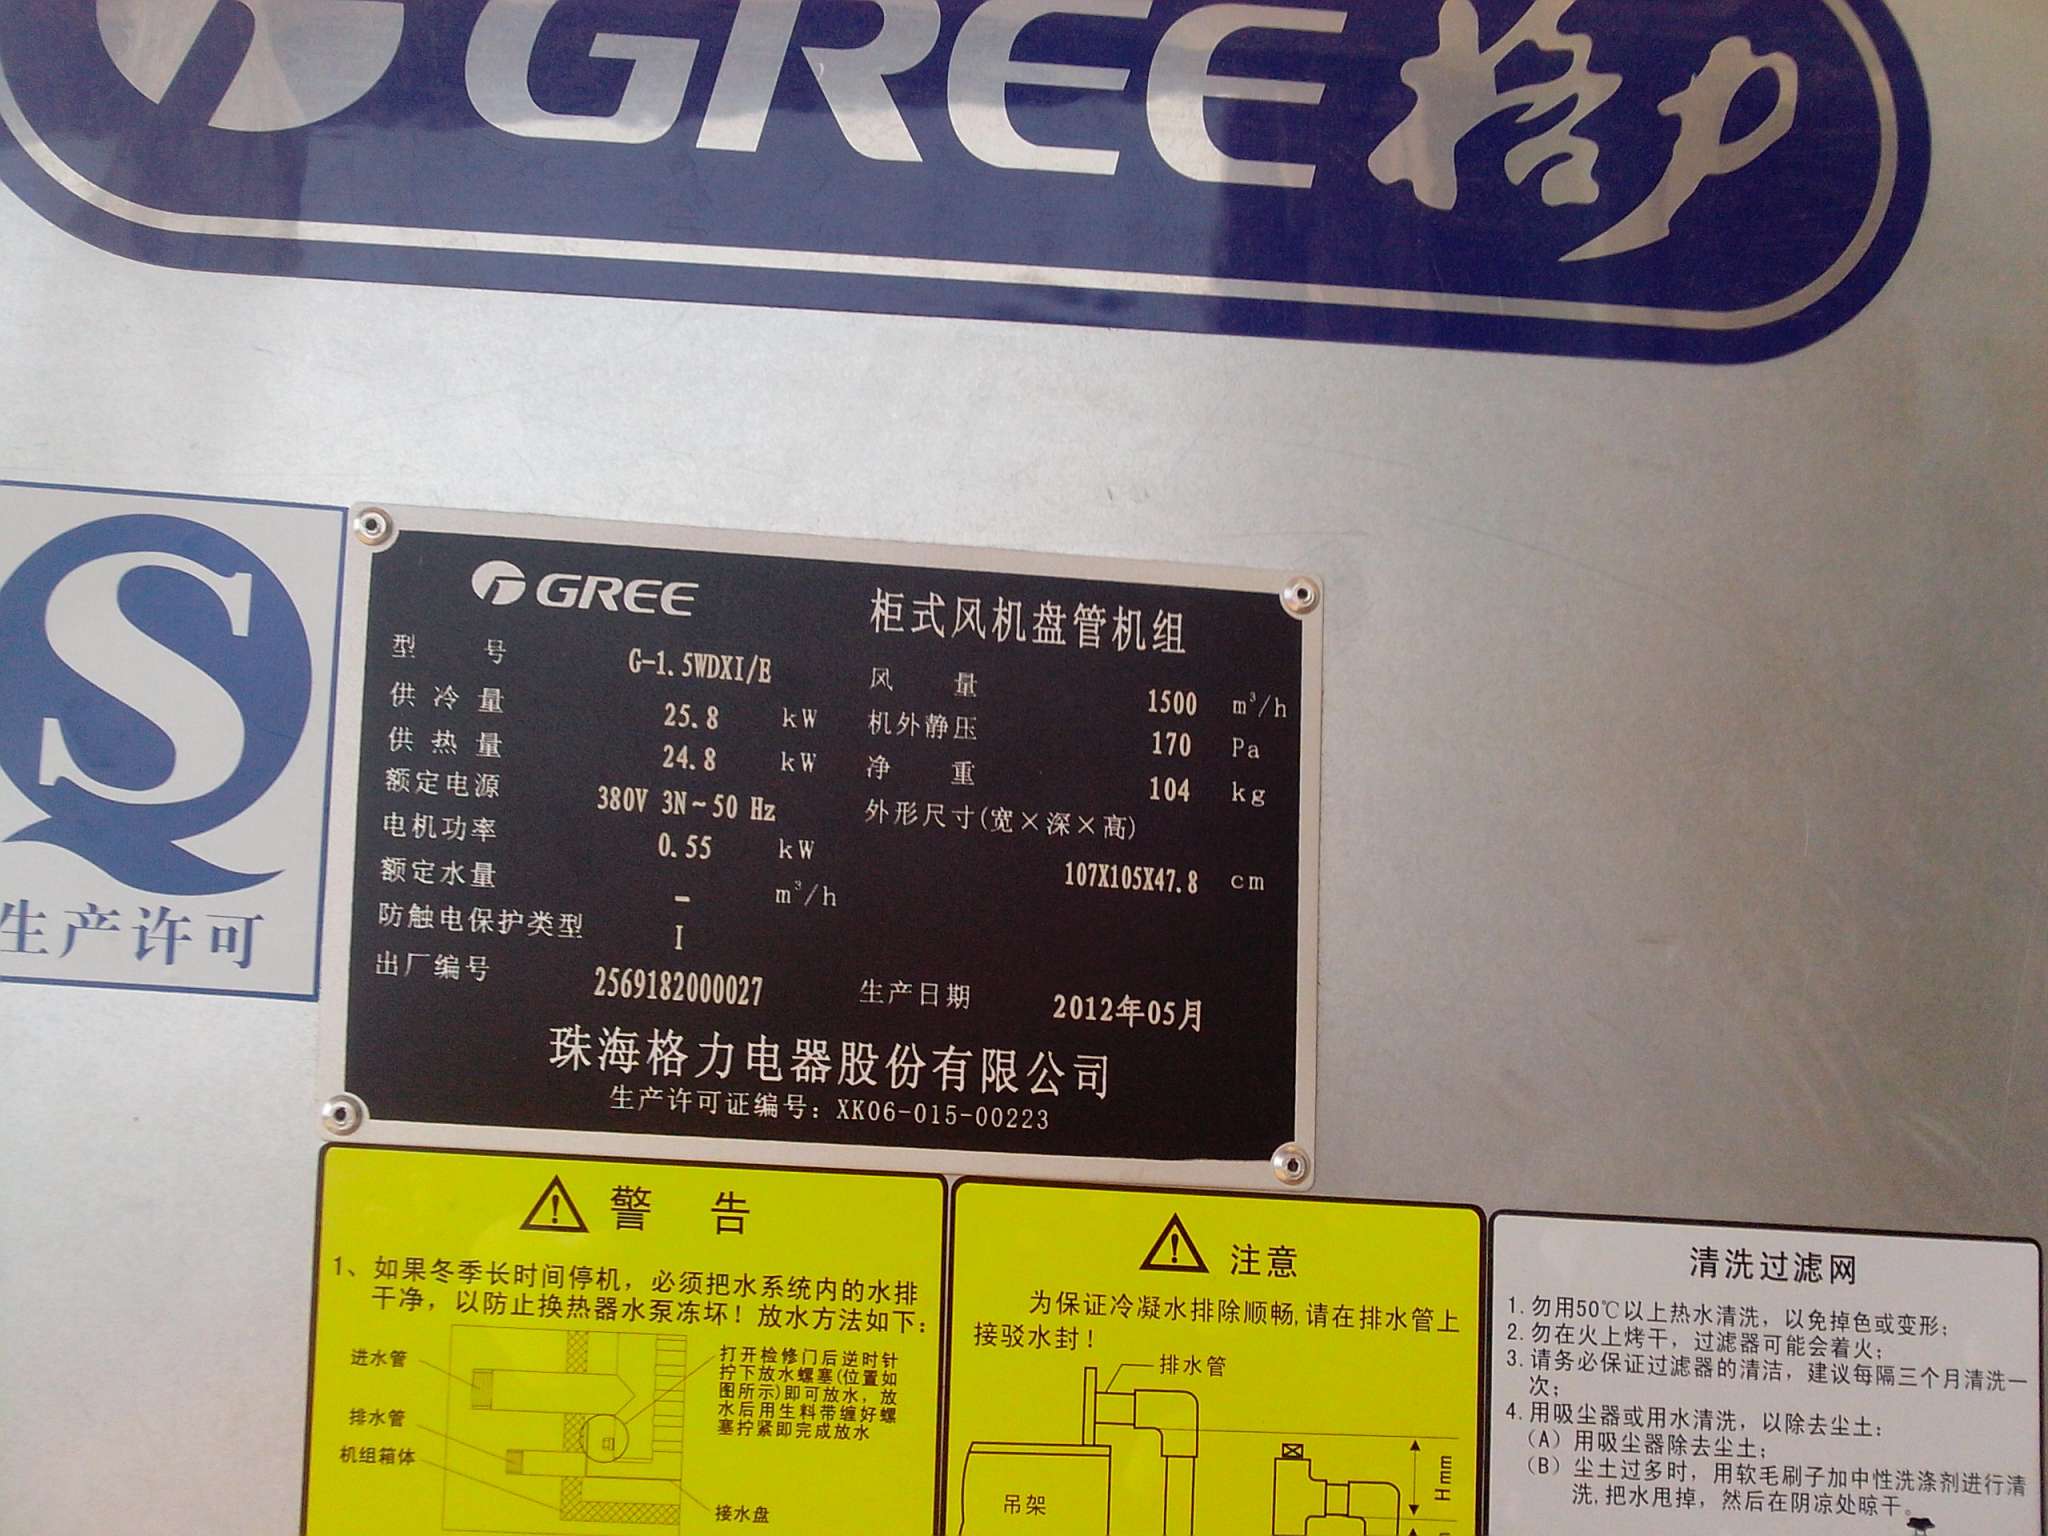 GREE格力
S
生产许可
GREE
柜式风机盘管机组
型 号 G-1.5WDXI/E
风 量 1500 m³/h
供 冷 量 25.8 kW
机外静压 170 Pa
供 热 量 24.8 kW
净 重 104 kg
额定电源 380V 3N~50 Hz
外形尺寸(宽×深×高)
电机功率 0.55 kW
107X105X47.8 cm
额定水量 - m³/h
防触电保护类型 I
出厂编号 2569182000027
生产日期 2012年05月
珠海格力电器股份有限公司
生产许可证编号：XK06-015-00223
警 告
1、如果冬季长时间停机，必须把水系统内的水排
干净，以防止换热器水泵冻坏！放水方法如下：
进水管
排水管
机组箱体
打开检修门后逆时针
拧下放水螺塞(位置如
图所示)即可放水，放
水后用生料带缠好螺
塞拧紧即完成放水
接水盘
注意
为保证冷凝水排除顺畅,请在排水管上
接驳水封！
排水管
吊架
Hmm
清洗过滤网
1.勿用50℃以上热水清洗，以免掉色或变形；
2.勿在火上烤干，过滤器可能会着火；
3.请务必保证过滤器的清洁，建议每隔三个月清洗一
次；
4.用吸尘器或用水清洗，以除去尘土：
（A）用吸尘器除去尘土；
（B）尘土过多时，用软毛刷子加中性洗涤剂进行清
洗,把水甩掉，然后在阴凉处晾干。